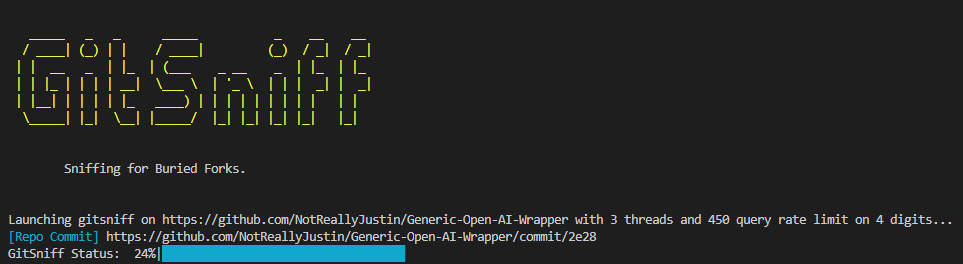 GitSniff
Sniffing for Buried Forks.
Launching gitsniff on https://github.com/NotReallyJustin/Generic-Open-AI-Wrapper with 3 threads and 450 query rate limit on 4 digits...
[Repo Commit] https://github.com/NotReallyJustin/Generic-Open-AI-Wrapper/commit/2e28
GitSniff Status:  24%|